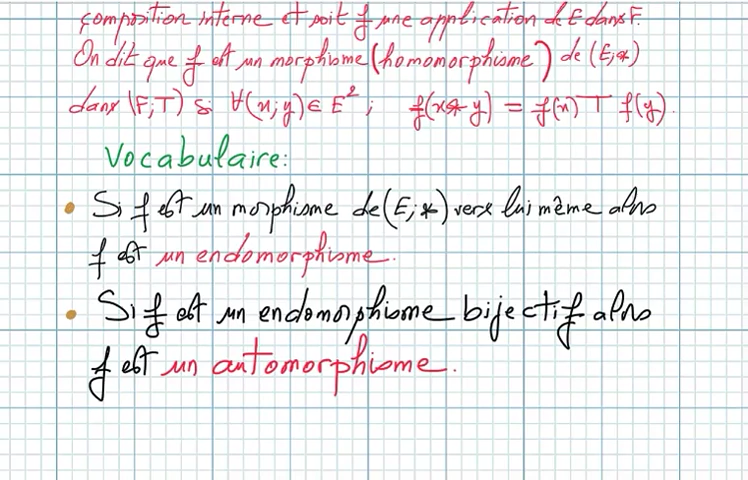 composition interne et soit f une application de E dans F.
On dit que f est un morphisme (homomorphisme) de (E;*)
dans (F;T) si ∀(x;y) ∈ E² ; f(x*y) = f(x) T f(y).
Vocabulaire:
• Si f est un morphisme de (E;*) vers lui même alors
f est un endomorphisme.
• Si f est un endomorphisme bijectif alors
f est un automorphisme.